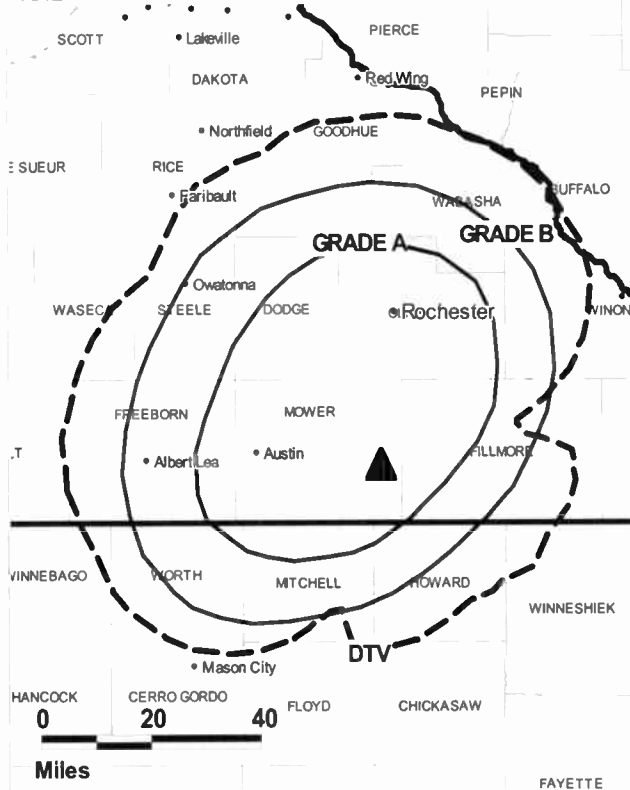 PIERCE
SCOTT
Lakeville
DAKOTA
Red Wing
PEPIN
Northfield
GOODHUE
E SUEUR
RICE
Faribault
BUFFALO
WABASHA
GRADE A
GRADE B
Owatonna
WASECA
STEELE
DODGE
Rochester
WINON
FREEBORN
MOWER
Albert Lea
Austin
FILLMORE
WINNEBAGO
WORTH
MITCHELL
HOWARD
WINNESHIEK
DTV
Mason City
HANCOCK
CERRO GORDO
FLOYD
CHICKASAW
0
20
40
Miles
FAYETTE